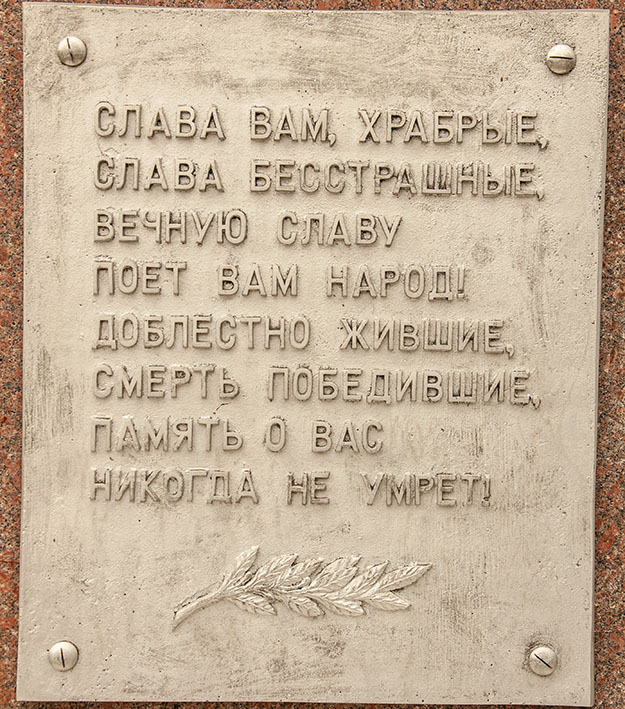 СЛАВА ВАМ, ХРАБРЫЕ,
СЛАВА БЕССТРАШНЫЕ,
ВЕЧНУЮ СЛАВУ
ПОЕТ ВАМ НАРОД!
ДОБЛЕСТНО ЖИВШИЕ,
СМЕРТЬ ПОБЕДИВШИЕ,
ПАМЯТЬ О ВАС
НИКОГДА НЕ УМРЕТ!